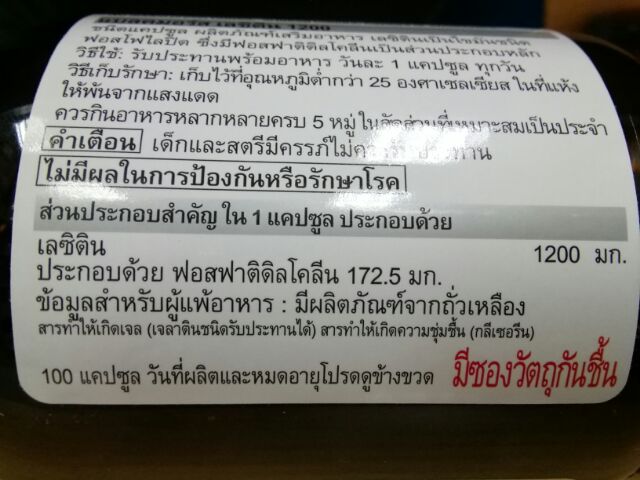 เลซิติน 1200
ชนิดแคปซูล ผลิตภัณฑ์เสริมอาหาร เลซิตินเป็นไขมันชนิด
ฟอสโฟไลปิด ซึ่งมีฟอสฟาติดิลโคลีนเป็นส่วนประกอบหลัก
วิธีใช้: รับประทานพร้อมอาหาร วันละ 1 แคปซูล ทุกวัน
วิธีเก็บรักษา: เก็บไว้ที่อุณหภูมิต่ำกว่า 25 องศาเซลเซียส ในที่แห้ง
ให้พ้นจากแสงแดด
ควรกินอาหารหลากหลายครบ 5 หมู่ ในสัดส่วนที่เหมาะสมเป็นประจำ
คำเตือน เด็กและสตรีมีครรภ์ไม่
ไม่มีผลในการป้องกันหรือรักษาโรค
ส่วนประกอบสำคัญ ใน 1 แคปซูล ประกอบด้วย
เลซิติน 1200 มก.
ประกอบด้วย ฟอสฟาติดิลโคลีน 172.5 มก.
ข้อมูลสำหรับผู้แพ้อาหาร : มีผลิตภัณฑ์จากถั่วเหลือง
สารทำให้เกิดเจล (เจลาตินชนิดรับประทานได้) สารทำให้เกิดความชุ่มชื้น (กลีเซอรีน)
100 แคปซูล วันที่ผลิตและหมดอายุโปรดดูข้างขวด มีซองวัตถุกันชื้น